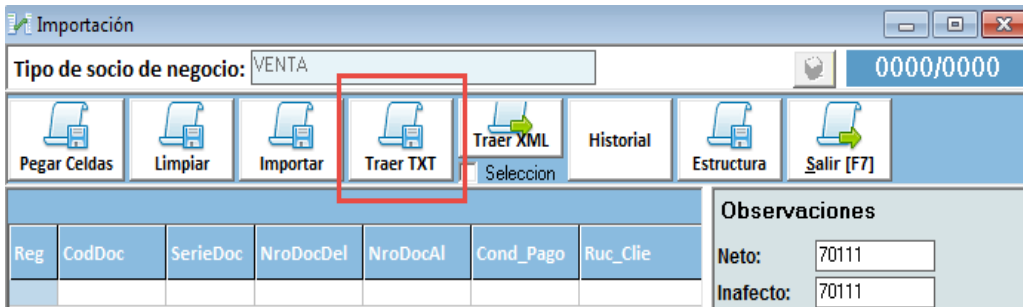 Importación
Tipo de socio de negocio: VENTA 0000/0000
Pegar Celdas Limpiar Importar Traer TXT Traer XML Historial Estructura Salir [F7]
Seleccion
Observaciones
Reg CodDoc SerieDoc NroDocDel NroDocAl Cond_Pago Ruc_Clie
Neto: 70111
Inafecto: 70111